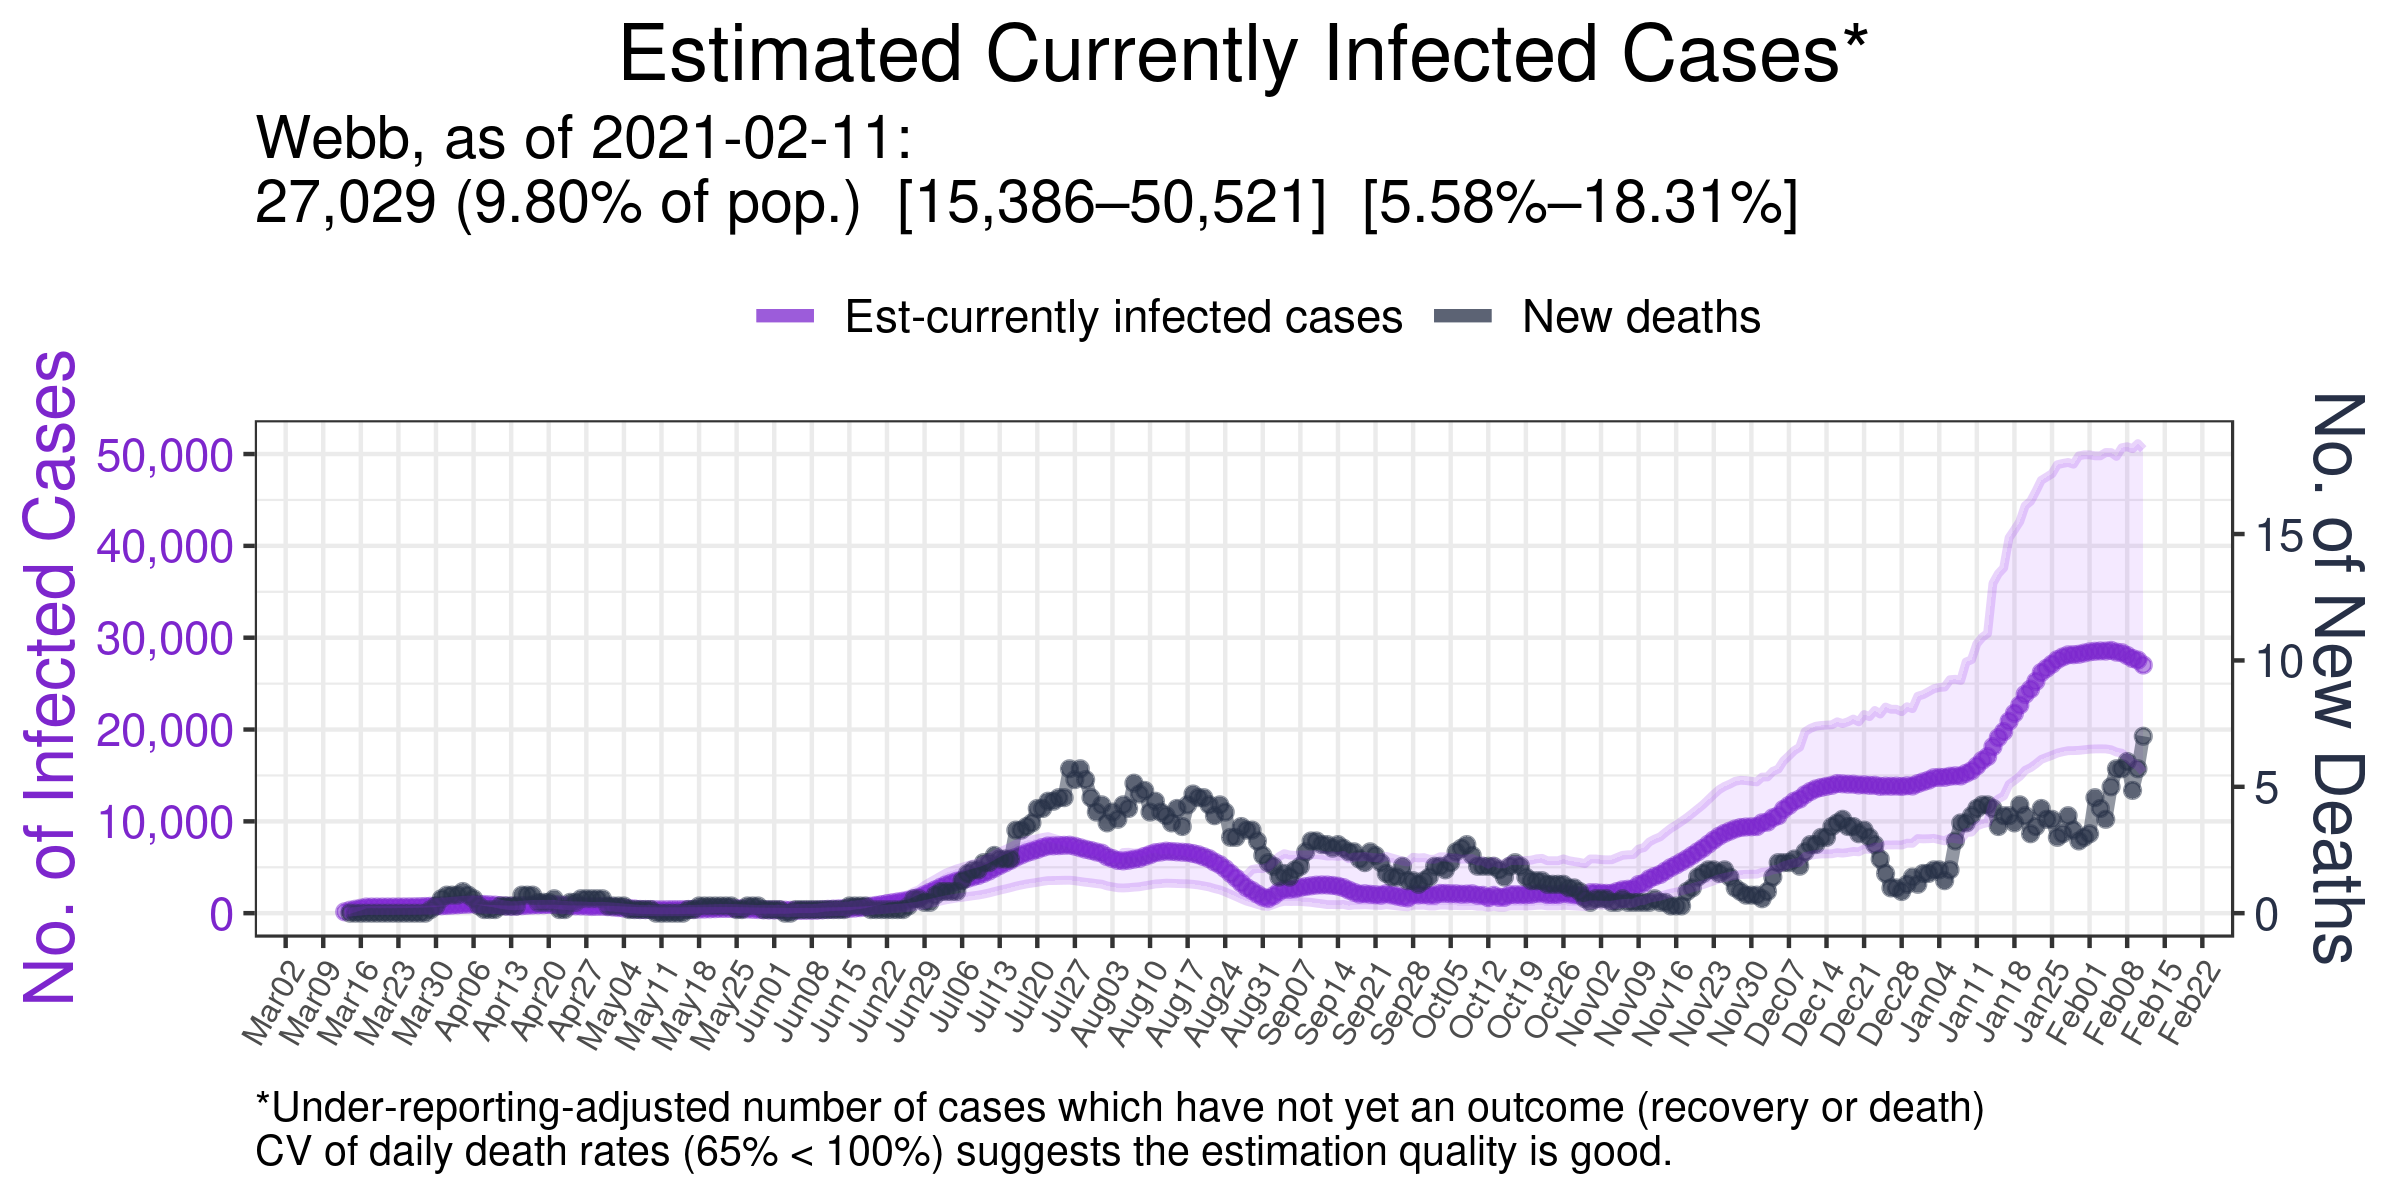 Estimated Currently Infected Cases*
Webb, as of 2021-02-11:
27,029 (9.80% of pop.) [15,386–50,521] [5.58%–18.31%]
Est-currently infected cases
New deaths
No. of Infected Cases
50,000
40,000
30,000
20,000
10,000
0
No. of New Deaths
15
10
5
0
Mar02
Mar09
Mar16
Mar23
Mar30
Apr06
Apr13
Apr20
Apr27
May04
May11
May18
May25
Jun01
Jun08
Jun15
Jun22
Jun29
Jul06
Jul13
Jul20
Jul27
Aug03
Aug10
Aug17
Aug24
Aug31
Sep07
Sep14
Sep21
Sep28
Oct05
Oct12
Oct19
Oct26
Nov02
Nov09
Nov16
Nov23
Nov30
Dec07
Dec14
Dec21
Dec28
Jan04
Jan11
Jan18
Jan25
Feb01
Feb08
Feb15
Feb22
*Under-reporting-adjusted number of cases which have not yet an outcome (recovery or death)
CV of daily death rates (65% < 100%) suggests the estimation quality is good.